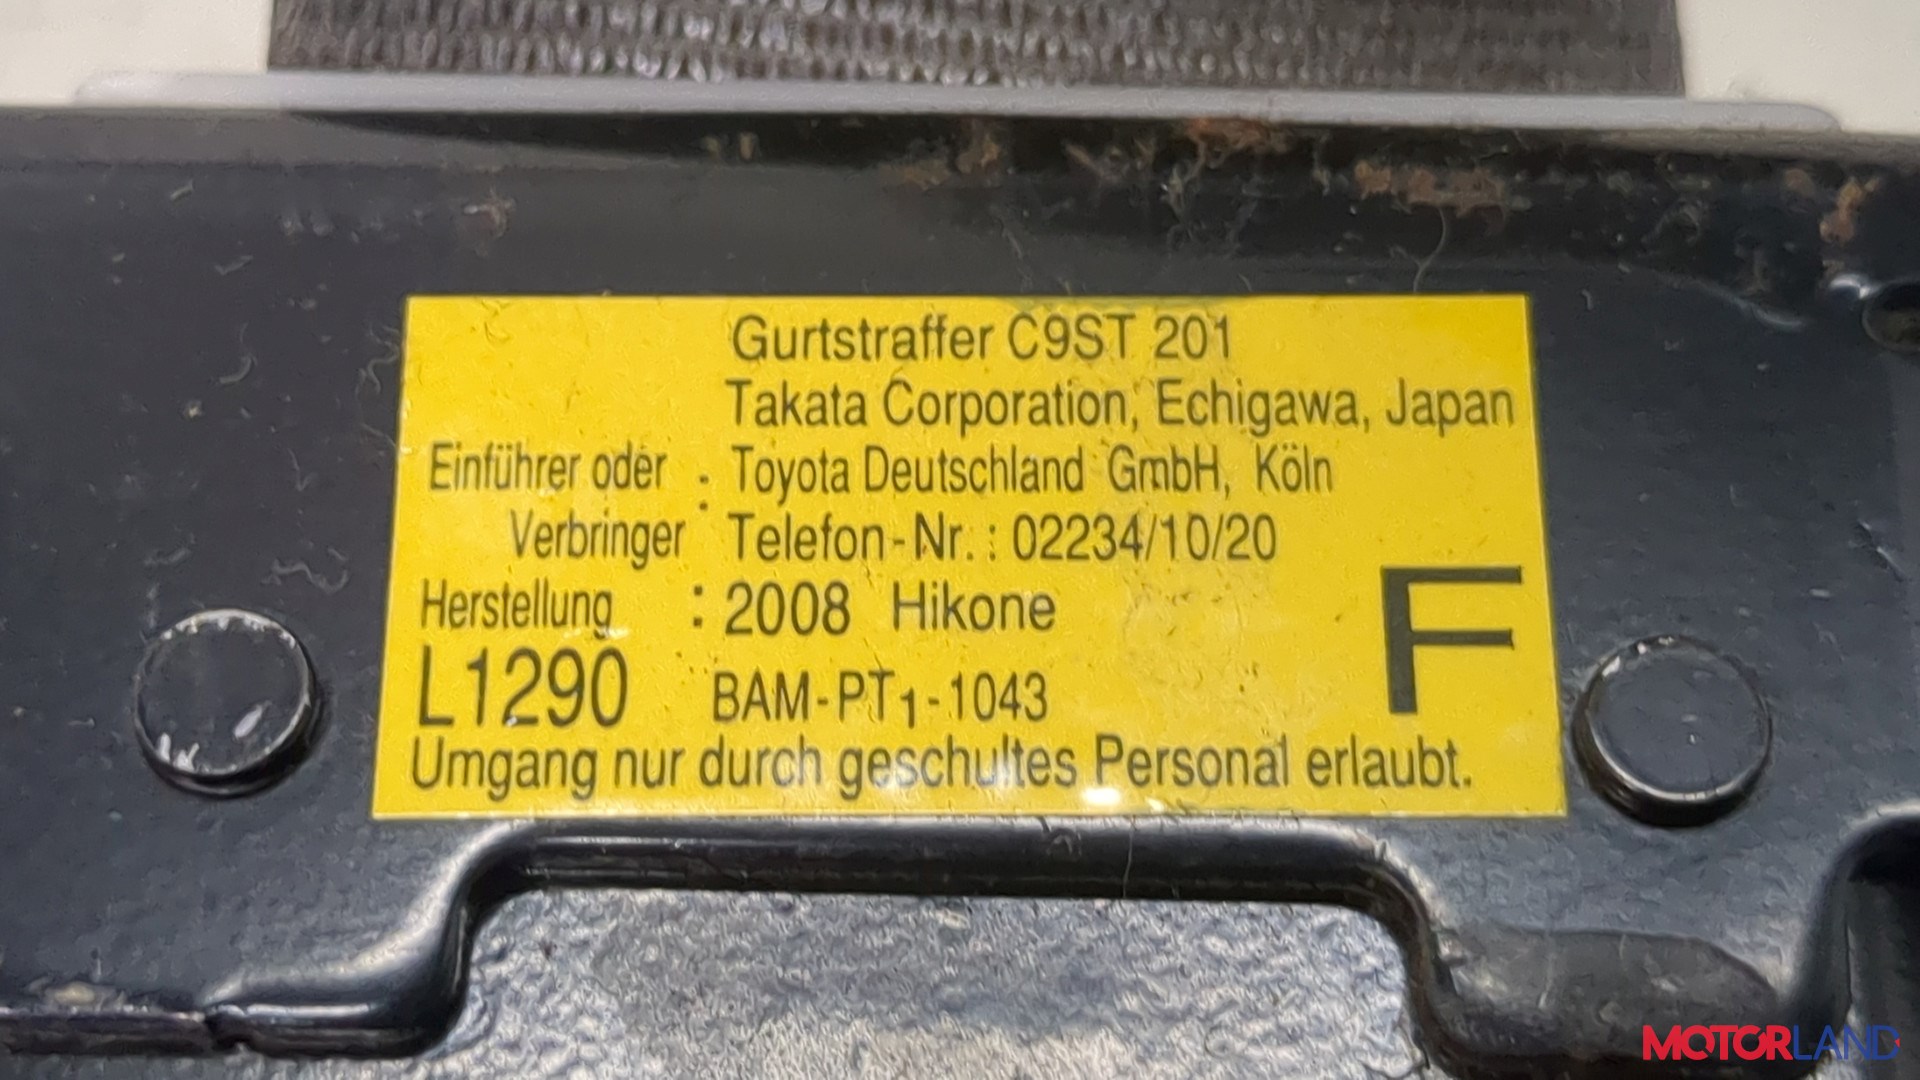 Gurtstraffer C9ST 201
Takata Corporation, Echigawa, Japan
Einführer oder : Toyota Deutschland GmbH, Köln
Verbringer Telefon-Nr. : 02234/10/20
Herstellung : 2008 Hikone
F
L1290 BAM-PT1-1043
Umgang nur durch geschultes Personal erlaubt.
MOTORLAND